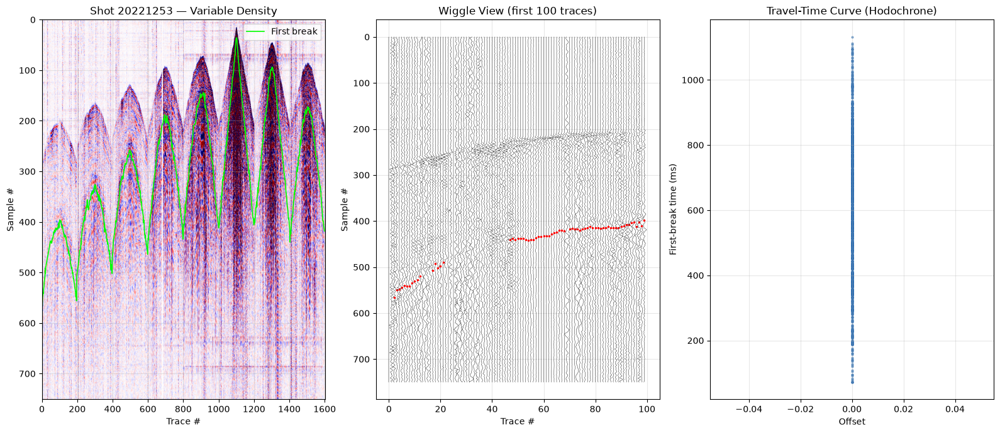 Shot 20221253 — Variable Density
First break
0
100
200
300
400
500
600
700
Sample #
0 200 400 600 800 1000 1200 1400 1600
Trace #
Wiggle View (first 100 traces)
0
100
200
300
400
500
600
700
Sample #
0 20 40 60 80 100
Trace #
Travel-Time Curve (Hodochrone)
1000
800
600
400
200
First-break time (ms)
−0.04 −0.02 0.00 0.02 0.04
Offset